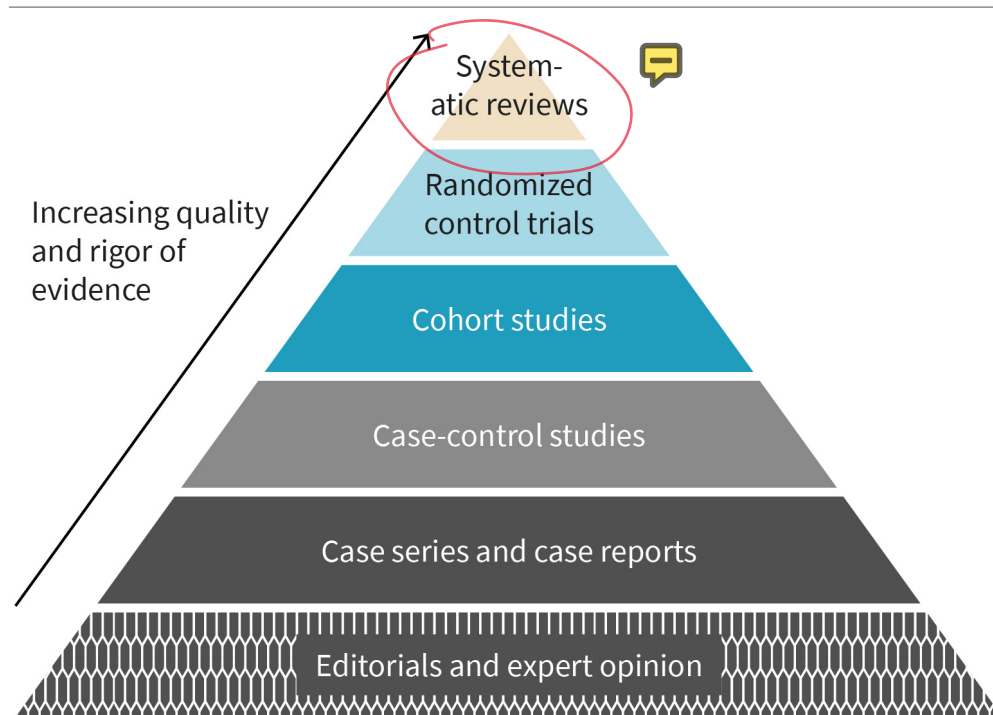 System-
atic reviews
Randomized
control trials
Increasing quality
and rigor of
evidence
Cohort studies
Case-control studies
Case series and case reports
Editorials and expert opinion